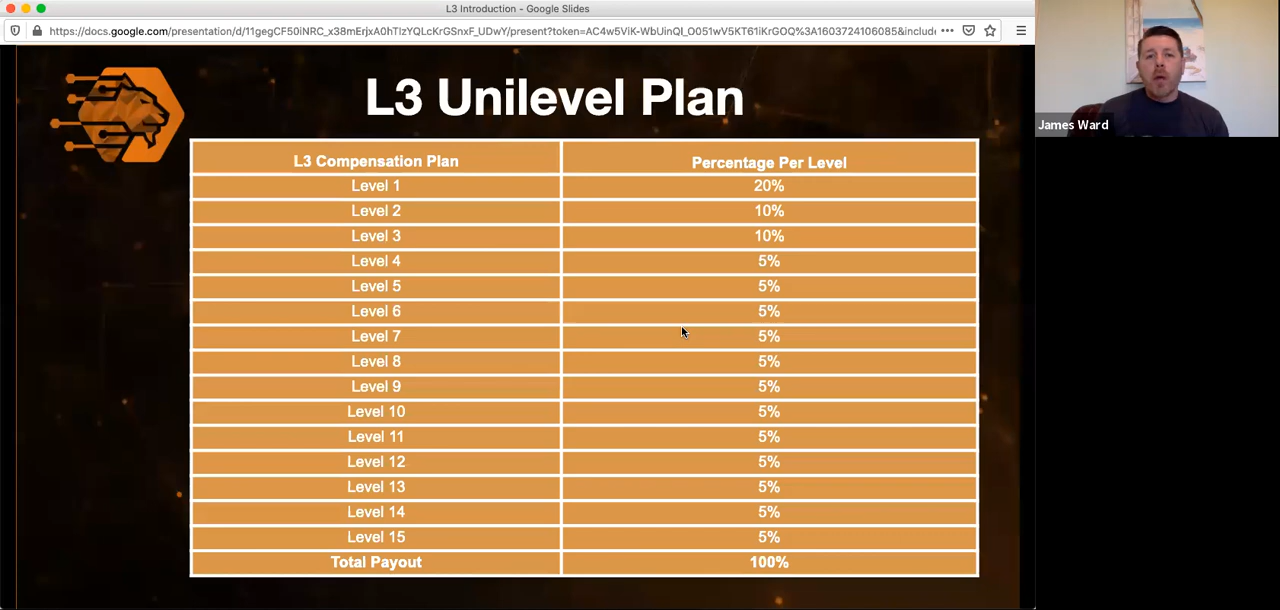 L3 Introduction - Google Slides
https://docs.google.com/presentation/d/11gegCF50iNRC_x38mErjxA0hTlzYQLcKrGSnxF_UDwY/present?token=AC4w5ViK-WbUinQI_O051wV5KT61iKrGOQ%3A1603724106085&include
L3 Unilevel Plan
L3 Compensation Plan Percentage Per Level
Level 1 20%
Level 2 10%
Level 3 10%
Level 4 5%
Level 5 5%
Level 6 5%
Level 7 5%
Level 8 5%
Level 9 5%
Level 10 5%
Level 11 5%
Level 12 5%
Level 13 5%
Level 14 5%
Level 15 5%
Total Payout 100%
James Ward